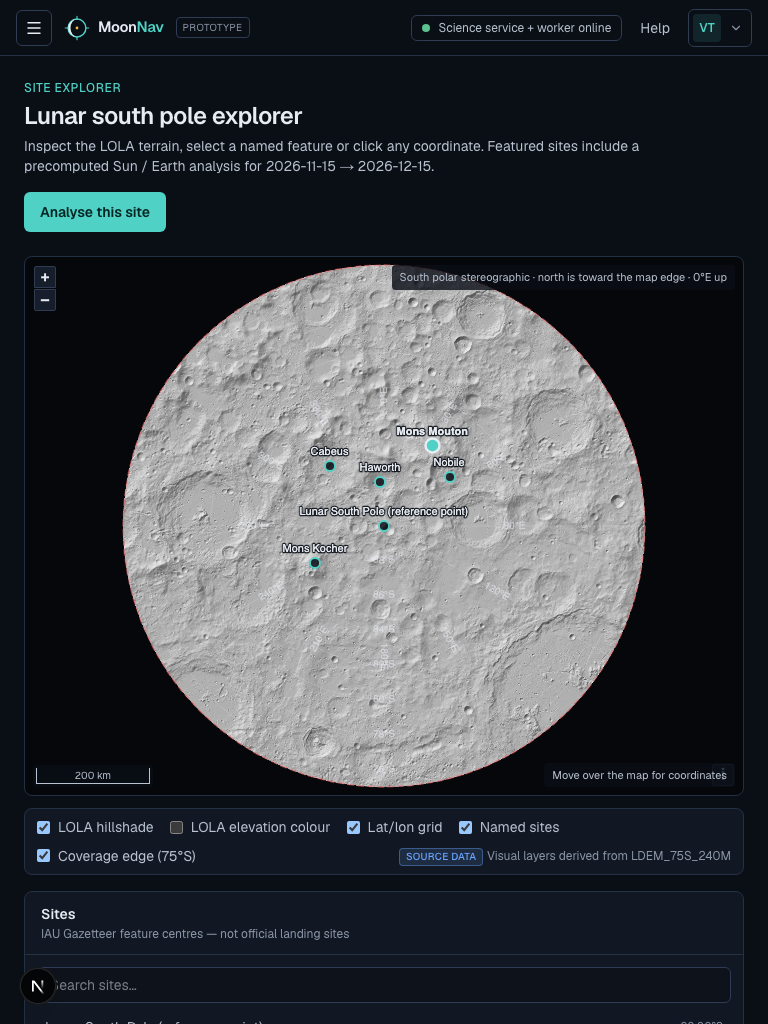 MoonNav
PROTOTYPE
Science service + worker online
Help
VT
SITE EXPLORER
Lunar south pole explorer
Inspect the LOLA terrain, select a named feature or click any coordinate. Featured sites include a
precomputed Sun / Earth analysis for 2026-11-15 → 2026-12-15.
Analyse this site
+
−
South polar stereographic · north is toward the map edge · 0°E up
Mons Mouton
Cabeus
Nobile
Haworth
Lunar South Pole (reference point)
Mons Kocher
200 km
Move over the map for coordinates
LOLA hillshade
LOLA elevation colour
Lat/lon grid
Named sites
Coverage edge (75°S)
SOURCE DATA
Visual layers derived from LDEM_75S_240M
Sites
IAU Gazetteer feature centres — not official landing sites
N
Search sites...